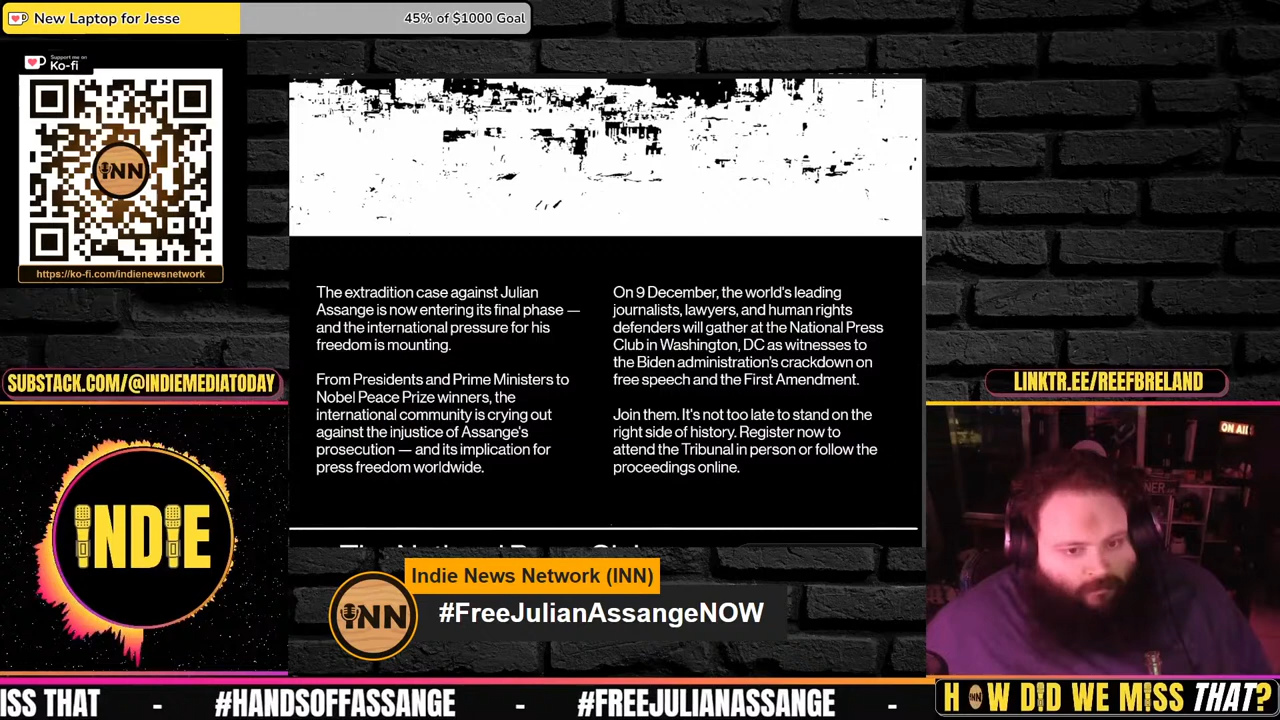 New Laptop for Jesse
45% of $1000 Goal
Support me on
Ko-fi
INN
https://ko-fi.com/indienewsnetwork
The extradition case against Julian
Assange is now entering its final phase —
and the international pressure for his
freedom is mounting.
From Presidents and Prime Ministers to
Nobel Peace Prize winners, the
international community is crying out
against the injustice of Assange's
prosecution — and its implication for
press freedom worldwide.
On 9 December, the world's leading
journalists, lawyers, and human rights
defenders will gather at the National Press
Club in Washington, DC as witnesses to
the Biden administration's crackdown on
free speech and the First Amendment.
Join them. It's not too late to stand on the
right side of history. Register now to
attend the Tribunal in person or follow the
proceedings online.
SUBSTACK.COM/@INDIEMEDIATODAY
LINKTR.EE/REEFBRELAND
ON AIR
INDIE
INN
Indie News Network (INN)
#FreeJulianAssangeNOW
ISS THAT - #HANDSOFFASSANGE - #FREEJULIANASSANGE -
HOW DID WE MISS THAT?